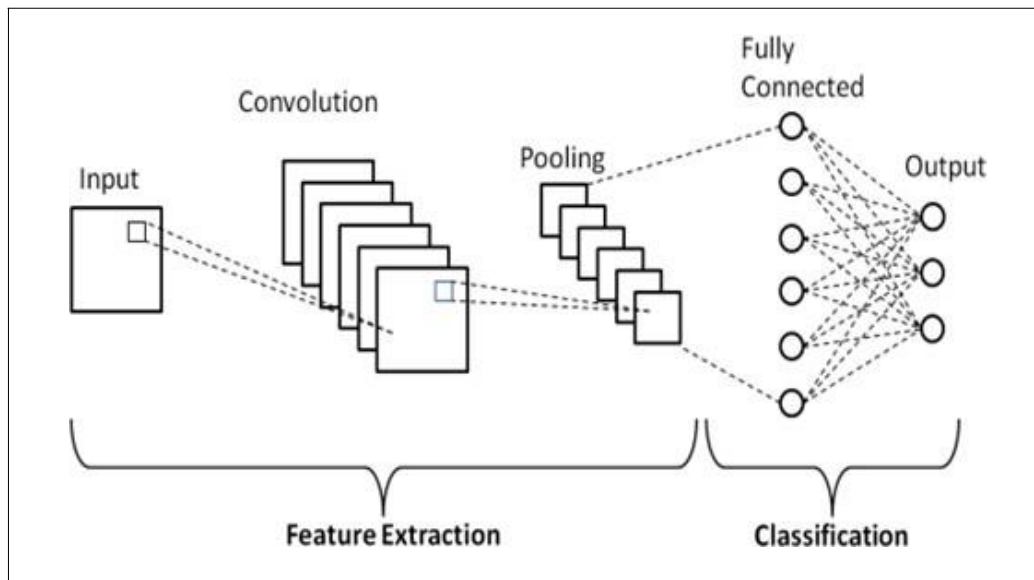 Input
Convolution
Pooling
Fully
Connected
Output
Feature Extraction
Classification